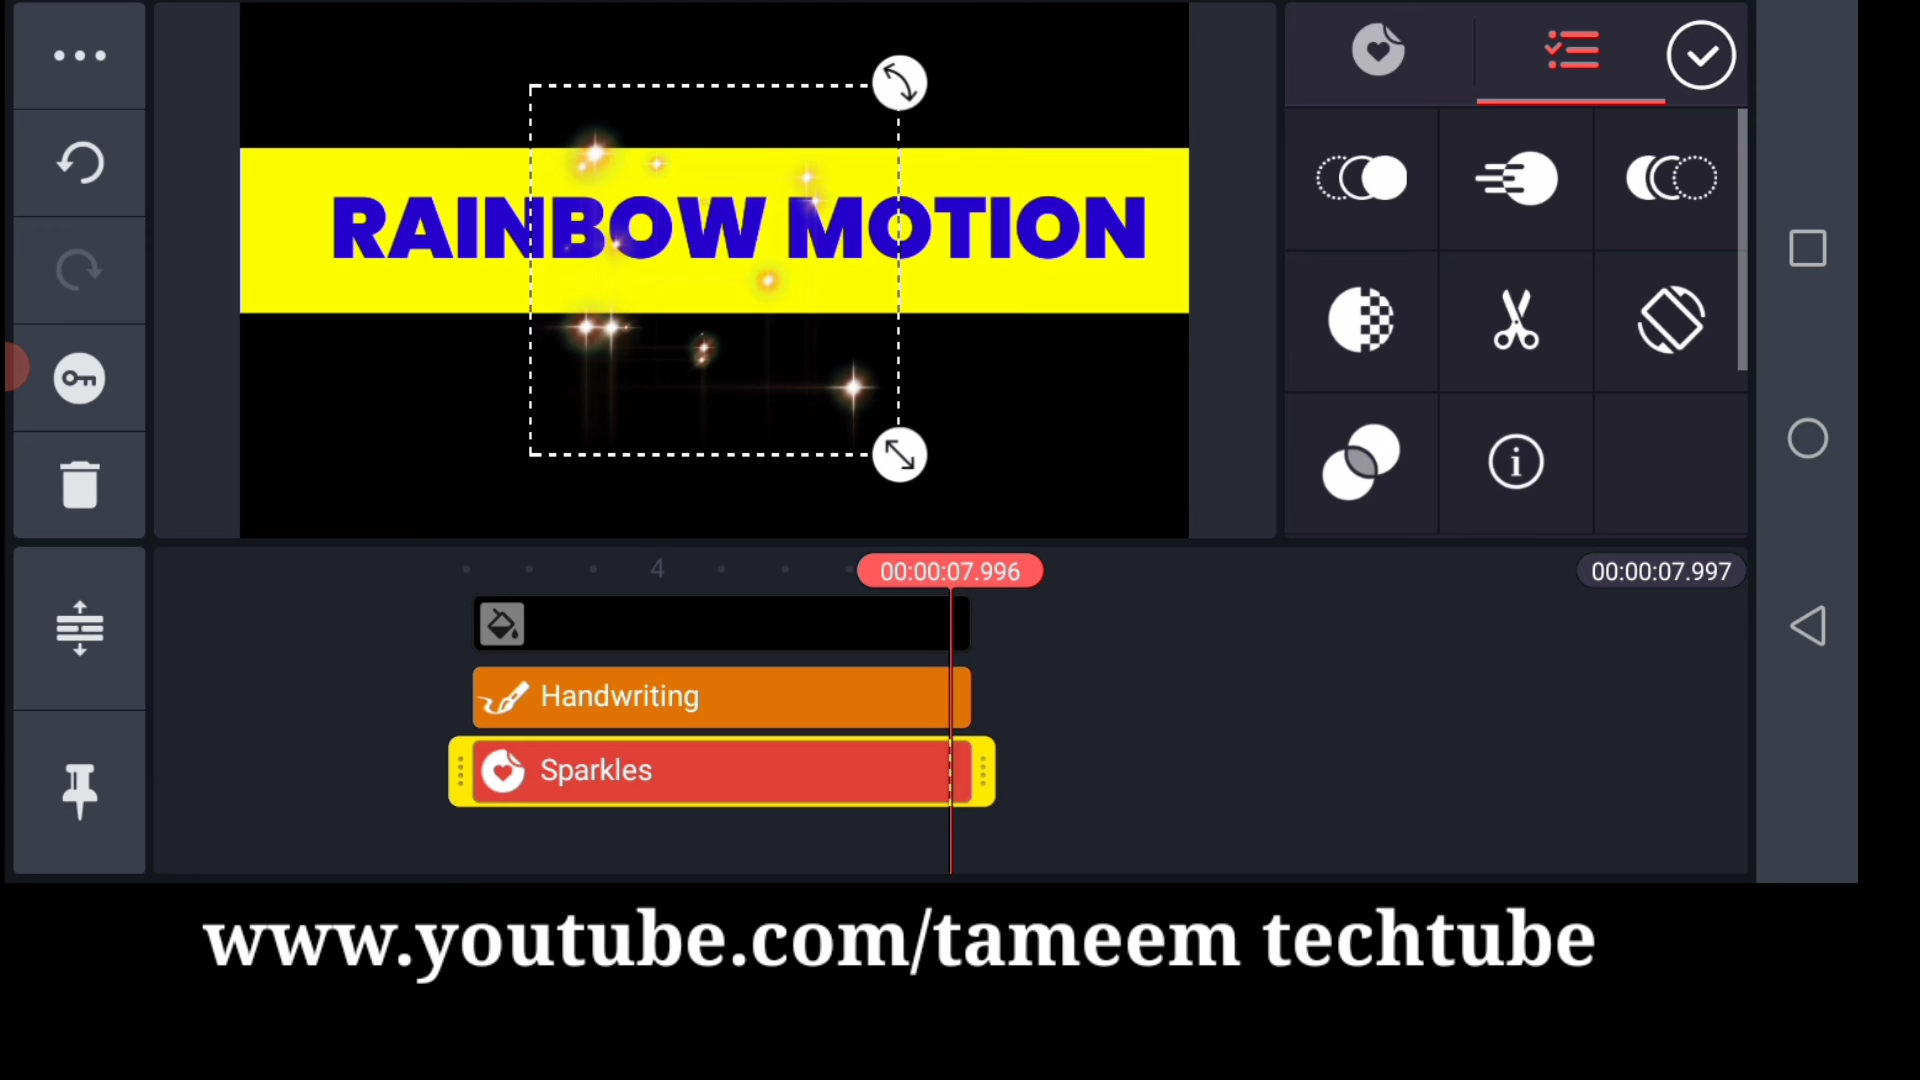 RAINBOW MOTION
4
00:00:07.996
00:00:07.997
Handwriting
Sparkles
www.youtube.com/tameem techtube